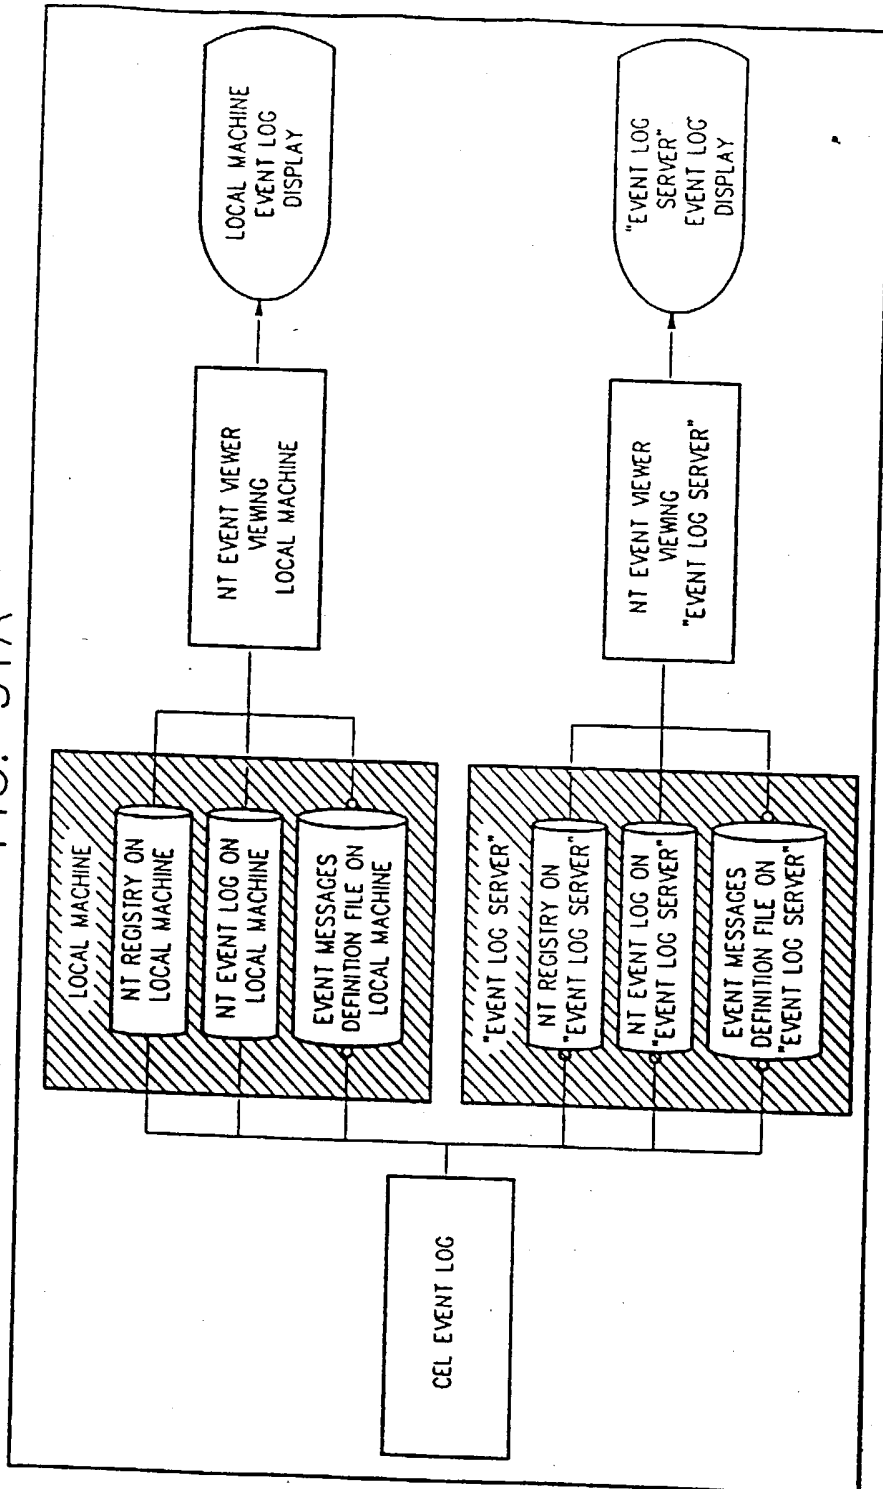 LOCAL MACHINE
NT REGISTRY ON
LOCAL MACHINE
NT EVENT LOG ON
LOCAL MACHINE
EVENT MESSAGES
DEFINITION FILE ON
LOCAL MACHINE
NT EVENT VIEWER
VIEWING
LOCAL MACHINE
LOCAL MACHINE
EVENT LOG
DISPLAY
CEL EVENT LOG
"EVENT LOG SERVER"
NT REGISTRY ON
"EVENT LOG SERVER"
NT EVENT LOG ON
"EVENT LOG SERVER"
EVENT MESSAGES
DEFINITION FILE ON
"EVENT LOG SERVER"
NT EVENT VIEWER
VIEWING
"EVENT LOG SERVER"
"EVENT LOG
SERVER"
EVENT LOG
DISPLAY